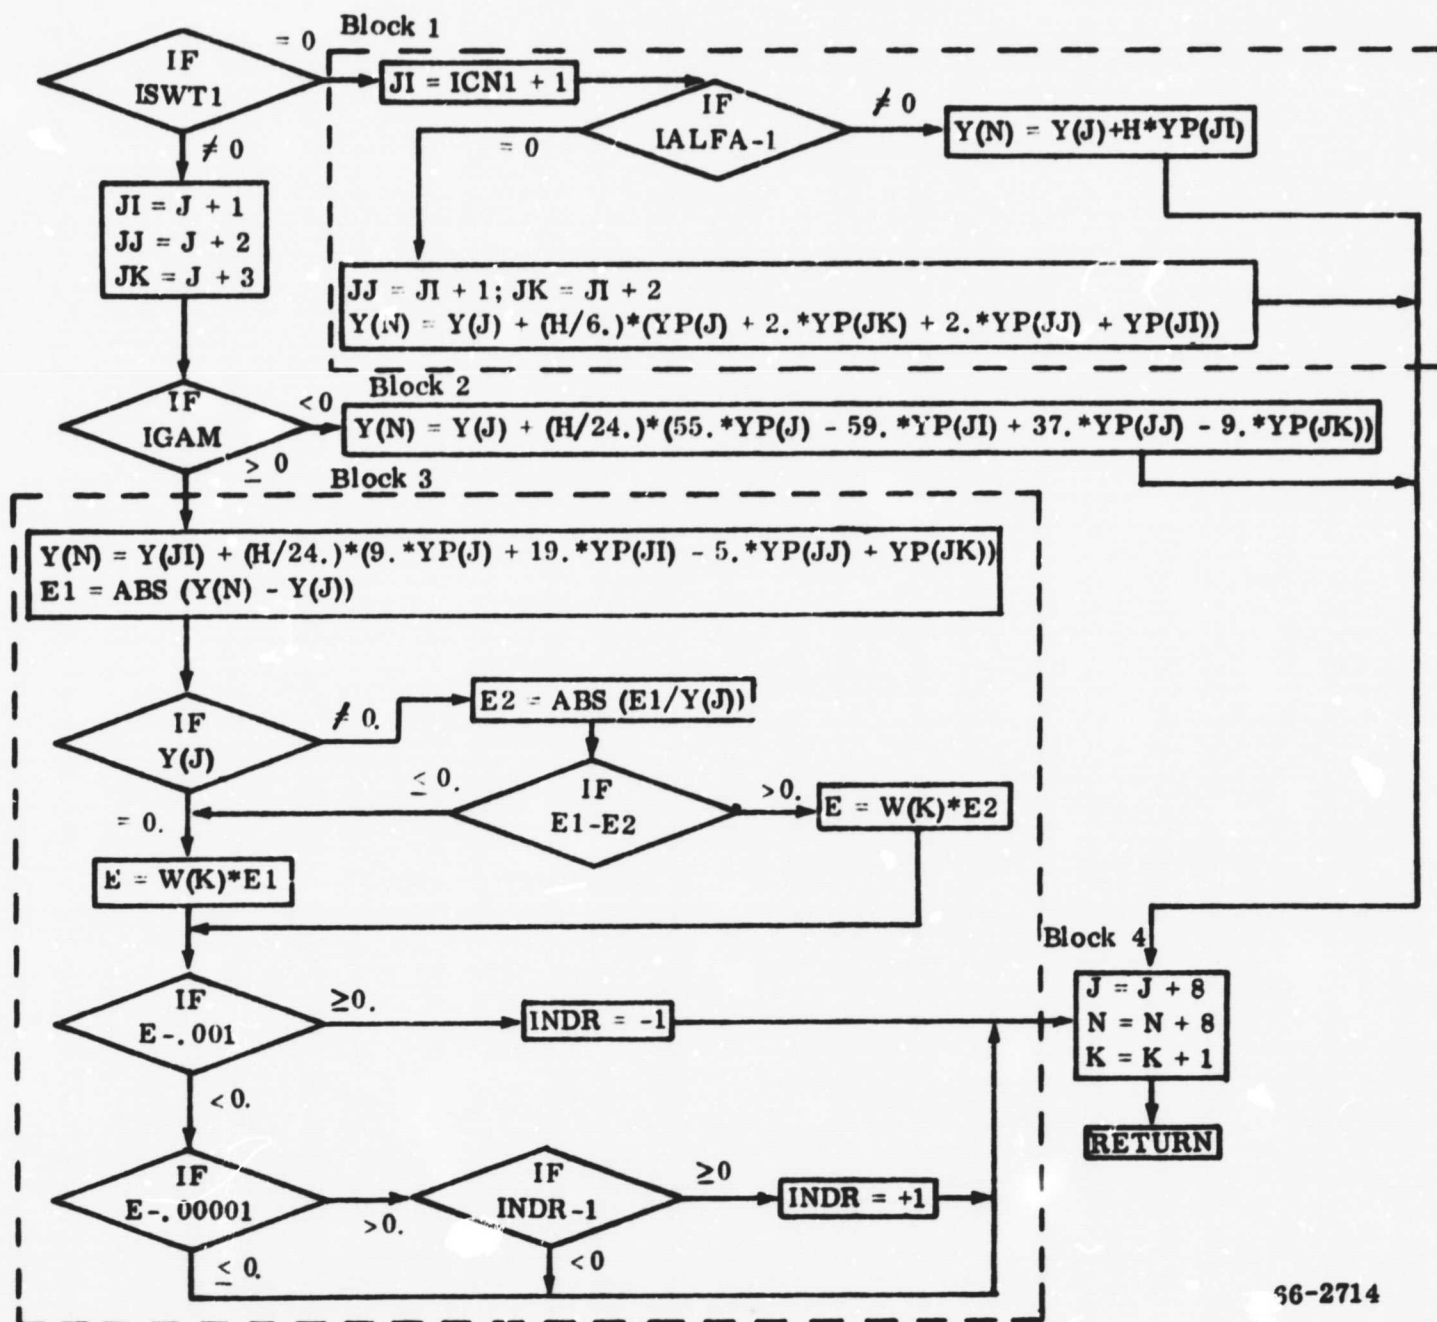 Block 1
IF
ISWT1
= 0
JI = ICN1 + 1
IF
IALFA-1
≠ 0
Y(N) = Y(J)+H*YP(JI)
= 0
≠ 0
JI = J + 1
JJ = J + 2
JK = J + 3
JJ = JI + 1; JK = JI + 2
Y(N) = Y(J) + (H/6.)*(YP(J) + 2.*YP(JK) + 2.*YP(JJ) + YP(JI))
Block 2
IF
IGAM
<0
Y(N) = Y(J) + (H/24.)*(55.*YP(J) - 59.*YP(JI) + 37.*YP(JJ) - 9.*YP(JK))
≥ 0
Block 3
Y(N) = Y(JI) + (H/24.)*(9.*YP(J) + 19.*YP(JI) - 5.*YP(JJ) + YP(JK))
E1 = ABS (Y(N) - Y(J))
IF
Y(J)
≠ 0.
E2 = ABS (E1/Y(J))
≤ 0.
IF
E1-E2
>0.
E = W(K)*E2
= 0.
E = W(K)*E1
IF
E-.001
≥0.
INDR = -1
Block 4
J = J + 8
N = N + 8
K = K + 1
RETURN
<0.
IF
E-.00001
>0.
IF
INDR-1
≥0
INDR = +1
≤ 0.
<0
66-2714